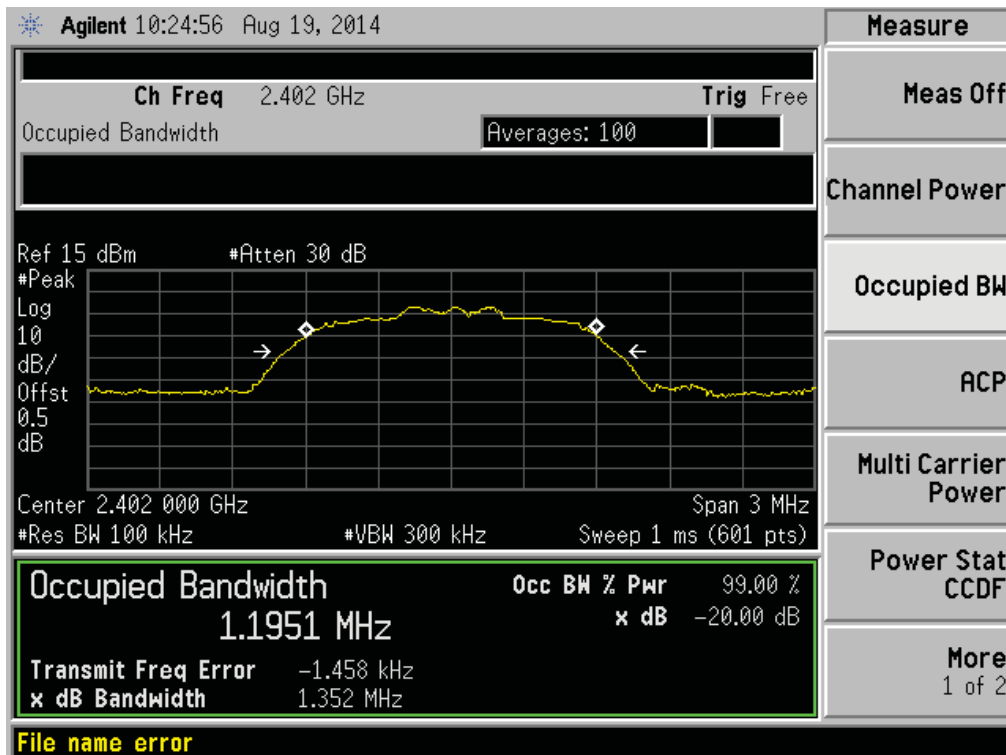 Agilent 10:24:56 Aug 19, 2014
Measure
Ch Freq 2.402 GHz Trig Free
Occupied Bandwidth Averages: 100
Meas Off
Channel Power
Occupied BW
ACP
Multi Carrier
Power
Power Stat
CCDF
More
1 of 2
Ref 15 dBm #Atten 30 dB
#Peak
Log
10
dB/
Offst
0.5
dB
Center 2.402 000 GHz Span 3 MHz
#Res BW 100 kHz #VBW 300 kHz Sweep 1 ms (601 pts)
Occupied Bandwidth
1.1951 MHz
Occ BW % Pwr 99.00 %
x dB -20.00 dB
Transmit Freq Error -1.458 kHz
x dB Bandwidth 1.352 MHz
File name error